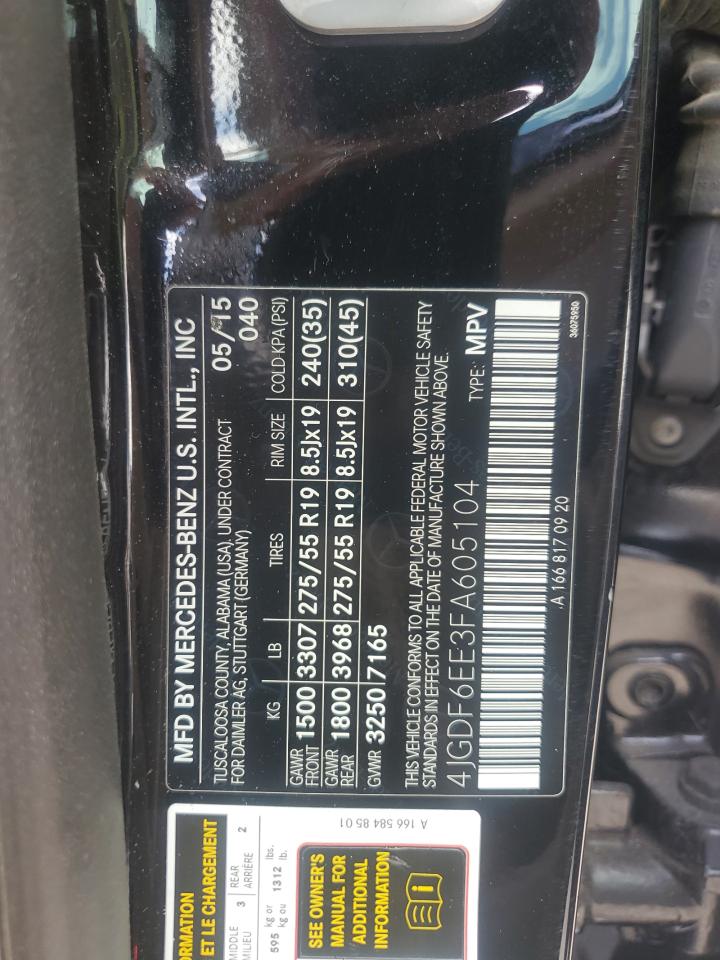 MFD BY MERCEDES-BENZ U.S. INTL., INC
TUSCALOOSA COUNTY, ALABAMA (USA), UNDER CONTRACT 05/15
FOR DAIMLER AG, STUTTGART (GERMANY) 040
KG LB TIRES RIM SIZE COLD KPA (PSI)
GAWR FRONT 1500 3307 275/55 R19 8.5Jx19 240(35)
GAWR REAR 1800 3968 275/55 R19 8.5Jx19 310(45)
GVWR 3250 7165
THIS VEHICLE CONFORMS TO ALL APPLICABLE FEDERAL MOTOR VEHICLE SAFETY
STANDARDS IN EFFECT ON THE DATE OF MANUFACTURE SHOWN ABOVE.
4JGDF6EE3FA605104 TYPE: MPV
A 166 817 09 20
36075950
ORMATION
ET LE CHARGEMENT
MIDDLE 3 REAR 2
MILIEU ARRIÈRE
595 kg or 1312 lbs.
kg ou lb.
SEE OWNER'S
MANUAL FOR
ADDITIONAL
INFORMATION
A 166 584 85 01